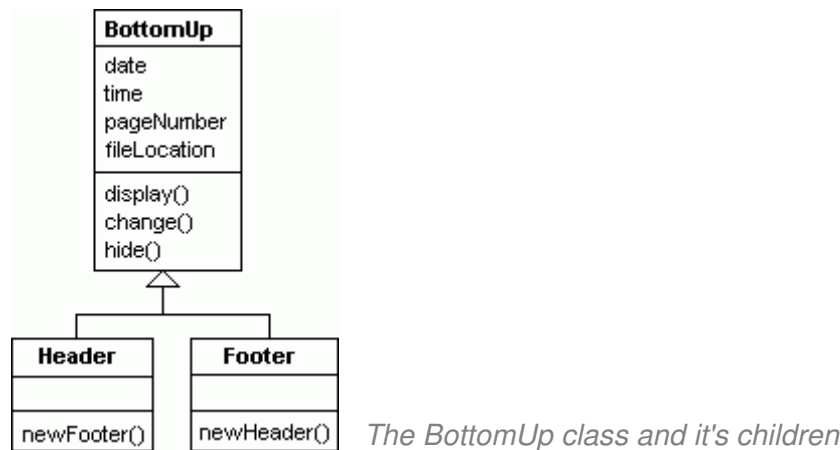 BottomUp
date
time
pageNumber
fileLocation
display()
change()
hide()
Header
newFooter()
Footer
newHeader()
The BottomUp class and it's children